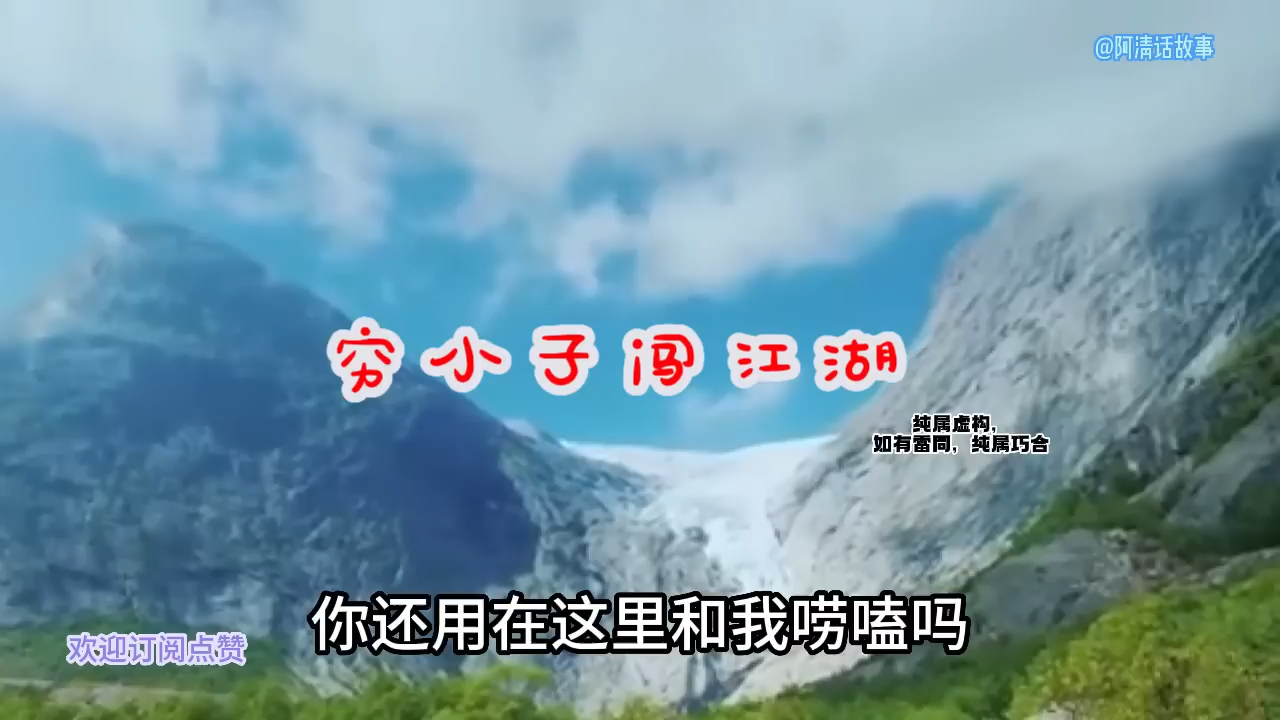 @阿清话故事
穷小子闯江湖
纯属虚构，
如有雷同，纯属巧合
你还用在这里和我唠嗑吗
欢迎订阅点赞